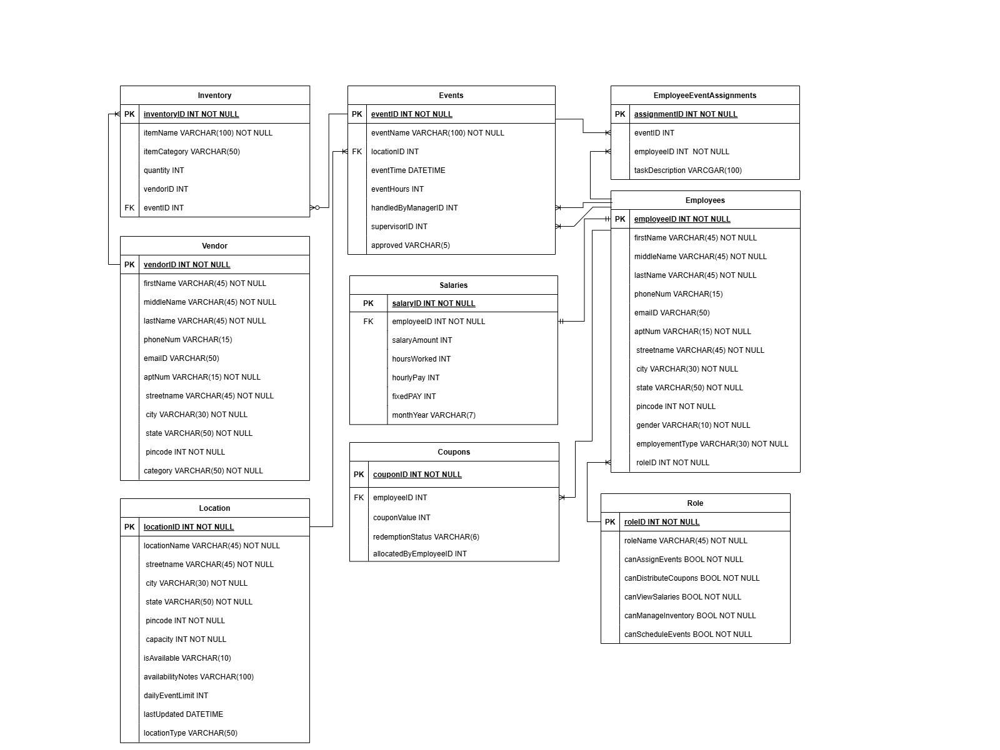 Inventory
PK inventoryID INT NOT NULL
itemName VARCHAR(100) NOT NULL
itemCategory VARCHAR(50)
quantity INT
vendorID INT
FK eventID INT
Vendor
PK vendorID INT NOT NULL
firstName VARCHAR(45) NOT NULL
middleName VARCHAR(45) NOT NULL
lastName VARCHAR(45) NOT NULL
phoneNum VARCHAR(15)
emailD VARCHAR(50)
aptNum VARCHAR(15) NOT NULL
streetname VARCHAR(45) NOT NULL
city VARCHAR(30) NOT NULL
state VARCHAR(50) NOT NULL
pincode INT NOT NULL
category VARCHAR(50) NOT NULL
Location
PK locationID INT NOT NULL
locationName VARCHAR(45) NOT NULL
streetname VARCHAR(45) NOT NULL
city VARCHAR(30) NOT NULL
state VARCHAR(50) NOT NULL
pincode INT NOT NULL
capacity INT NOT NULL
isAvailable VARCHAR(10)
availabilityNotes VARCHAR(100)
dailyEventLimit INT
lastUpdated DATETIME
locationType VARCHAR(50)
Events
PK eventID INT NOT NULL
eventName VARCHAR(100) NOT NULL
FK locationID INT
eventTime DATETIME
eventHours INT
handledByManagerID INT
supervisorID INT
approved VARCHAR(5)
Salaries
PK salaryID INT NOT NULL
FK employeeID INT NOT NULL
salaryAmount INT
hoursWorked INT
hourlyPay INT
fixedPAY INT
monthYear VARCHAR(7)
Coupons
PK couponID INT NOT NULL
FK employeeID INT
couponValue INT
redemptionStatus VARCHAR(6)
allocatedByEmployeeID INT
EmployeeEventAssignments
PK assignmentID INT NOT NULL
eventID INT
employeeID INT NOT NULL
taskDescription VARCGAR(100)
Employees
PK employeeID INT NOT NULL
firstName VARCHAR(45) NOT NULL
middleName VARCHAR(45) NOT NULL
lastName VARCHAR(45) NOT NULL
phoneNum VARCHAR(15)
emailD VARCHAR(50)
aptNum VARCHAR(15) NOT NULL
streetname VARCHAR(45) NOT NULL
city VARCHAR(30) NOT NULL
state VARCHAR(50) NOT NULL
pincode INT NOT NULL
gender VARCHAR(10) NOT NULL
employementType VARCHAR(30) NOT NULL
roleID INT NOT NULL
Role
PK roleID INT NOT NULL
roleName VARCHAR(45) NOT NULL
canAssignEvents BOOL NOT NULL
canDistributeCoupons BOOL NOT NULL
canViewSalaries BOOL NOT NULL
canManageInventory BOOL NOT NULL
canScheduleEvents BOOL NOT NULL